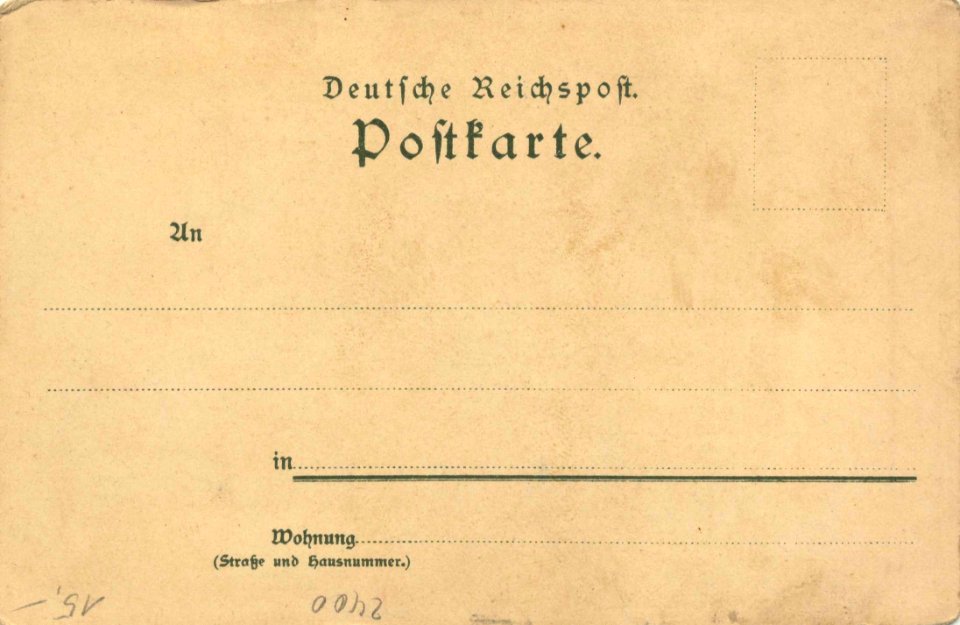 Deutsche Reichspost.
Postkarte.
An
in
Wohnung
(Straße und Hausnummer.)
2400
15,-